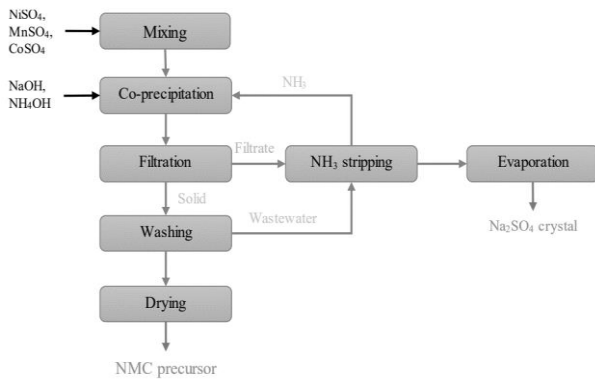 NiSO₄,
MnSO₄,
CoSO₄
Mixing
NaOH,
NH₄OH
Co-precipitation
NH₃
Filtration
Filtrate
NH₃ stripping
Evaporation
Solid
Washing
Wastewater
Na₂SO₄ crystal
Drying
NMC precursor